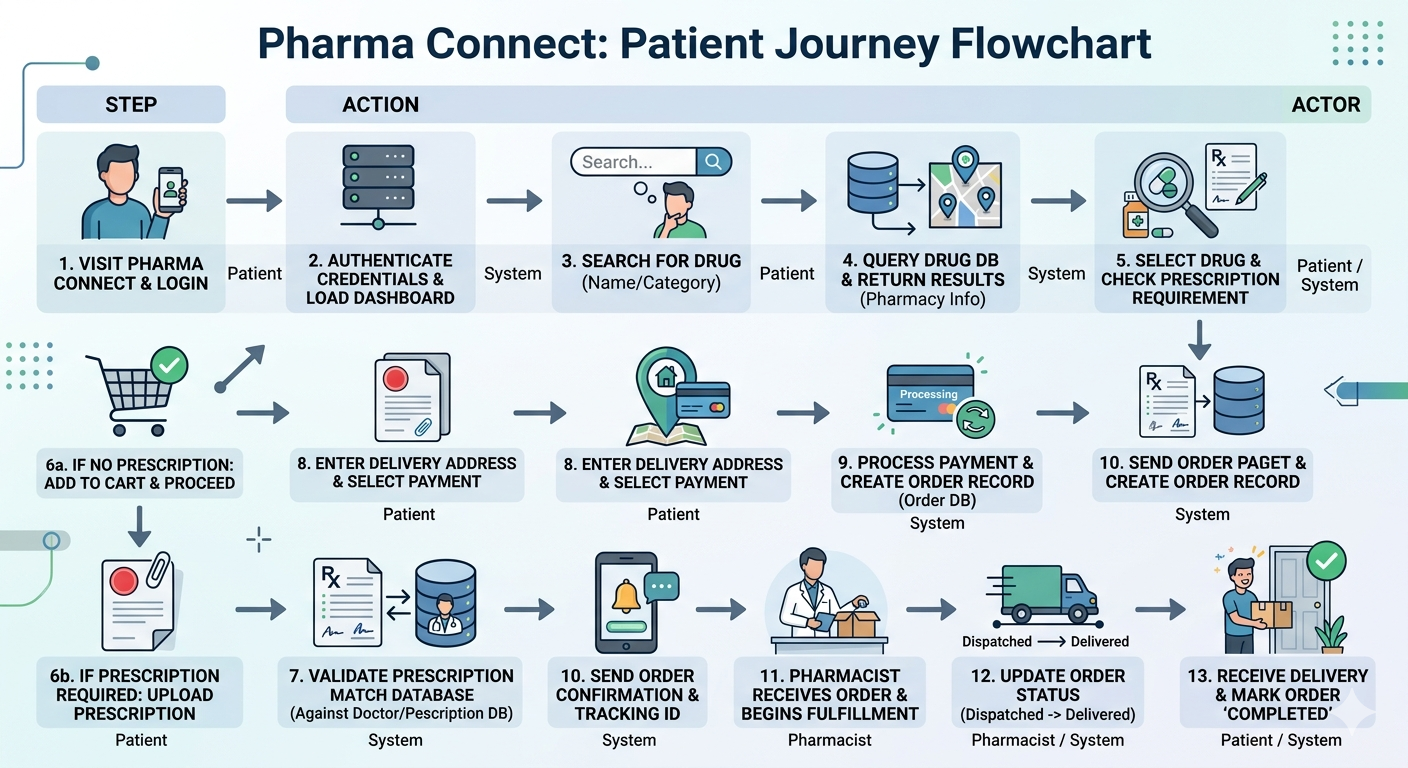 Pharma Connect: Patient Journey Flowchart
STEP
ACTION
ACTOR
Search...
Rx
1. VISIT PHARMA
CONNECT & LOGIN
Patient
2. AUTHENTICATE
CREDENTIALS &
LOAD DASHBOARD
System
3. SEARCH FOR DRUG
(Name/Category)
Patient
4. QUERY DRUG DB
& RETURN RESULTS
(Pharmacy Info)
System
5. SELECT DRUG &
CHECK PRESCRIPTION
REQUIREMENT
Patient /
System
Processing
Rx
6a. IF NO PRESCRIPTION:
ADD TO CART & PROCEED
8. ENTER DELIVERY ADDRESS
& SELECT PAYMENT
Patient
8. ENTER DELIVERY ADDRESS
& SELECT PAYMENT
Patient
9. PROCESS PAYMENT &
CREATE ORDER RECORD
(Order DB)
System
10. SEND ORDER PAGET &
CREATE ORDER RECORD
System
Rx
Dispatched → Delivered
6b. IF PRESCRIPTION
REQUIRED: UPLOAD
PRESCRIPTION
Patient
7. VALIDATE PRESCRIPTION
MATCH DATABASE
(Against Doctor/Pescription DB)
System
10. SEND ORDER
CONFIRMATION &
TRACKING ID
System
11. PHARMACIST
RECEIVES ORDER &
BEGINS FULFILLMENT
Pharmacist
12. UPDATE ORDER
STATUS
(Dispatched -> Delivered)
Pharmacist / System
13. RECEIVE DELIVERY
& MARK ORDER
‘COMPLETED’
Patient / System